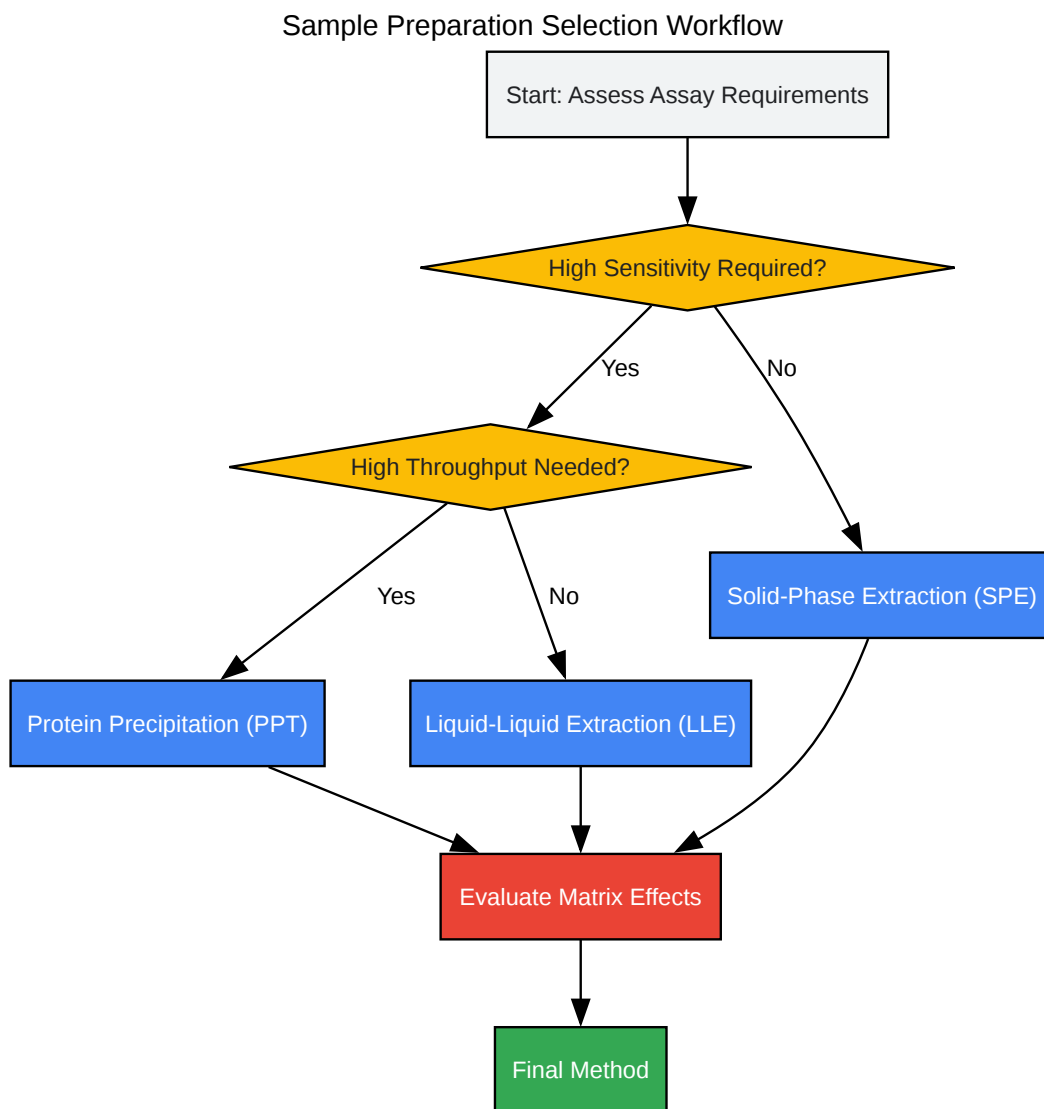 Sample Preparation Selection Workflow
Start: Assess Assay Requirements
High Sensitivity Required?
Yes
No
High Throughput Needed?
Yes
No
Solid-Phase Extraction (SPE)
Protein Precipitation (PPT)
Liquid-Liquid Extraction (LLE)
Evaluate Matrix Effects
Final Method